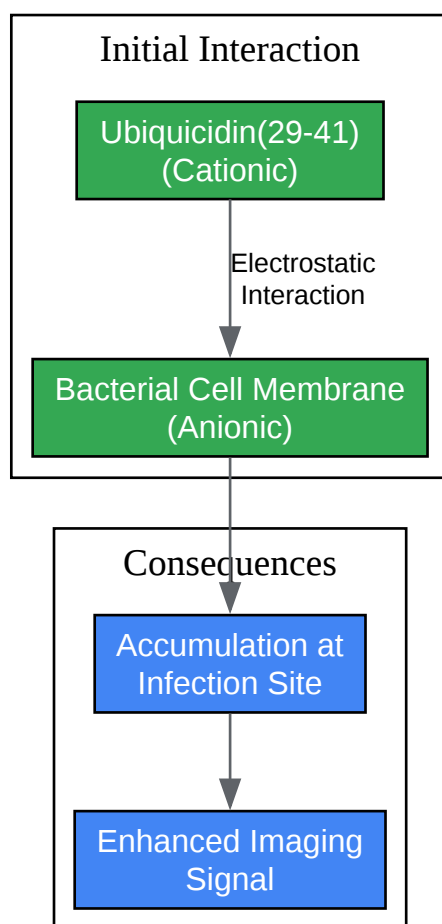 Initial Interaction
Ubiquicidin(29-41)
(Cationic)
Electrostatic
Interaction
Bacterial Cell Membrane
(Anionic)
Consequences
Accumulation at
Infection Site
Enhanced Imaging
Signal